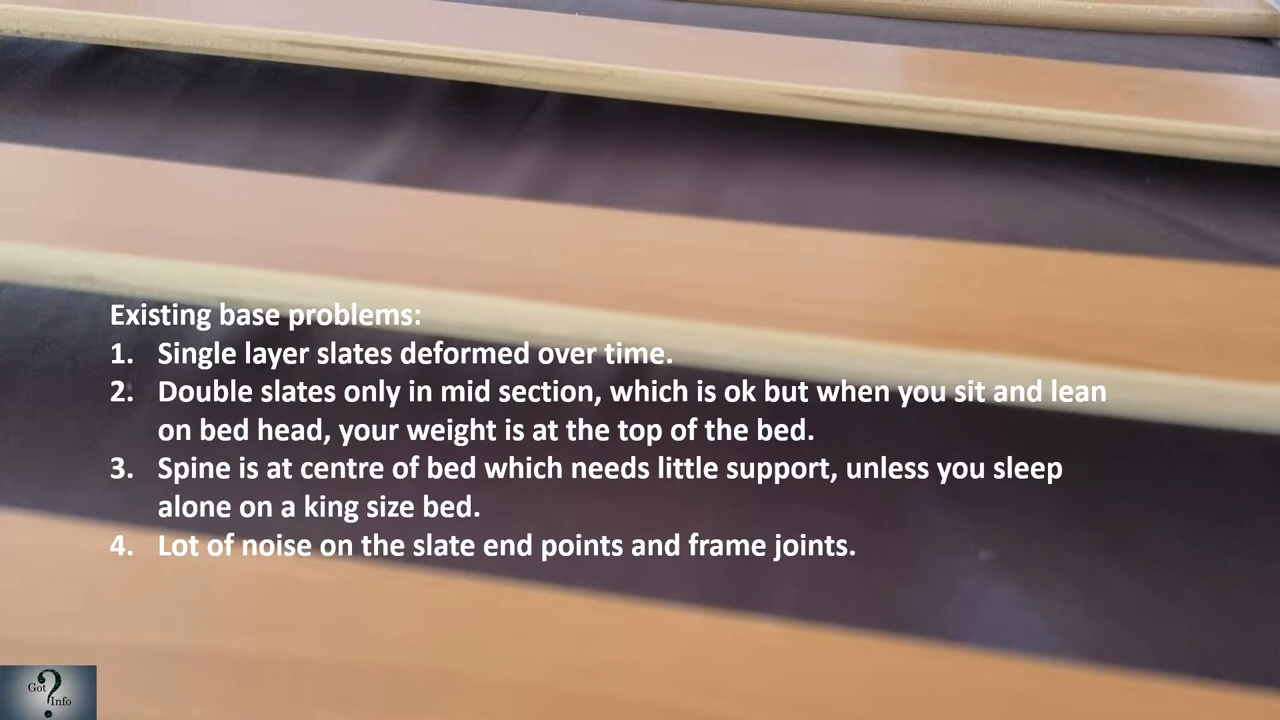 Existing base problems:
1. Single layer slates deformed over time.
2. Double slates only in mid section, which is ok but when you sit and lean
on bed head, your weight is at the top of the bed.
3. Spine is at centre of bed which needs little support, unless you sleep
alone on a king size bed.
4. Lot of noise on the slate end points and frame joints.
Got ?
Info